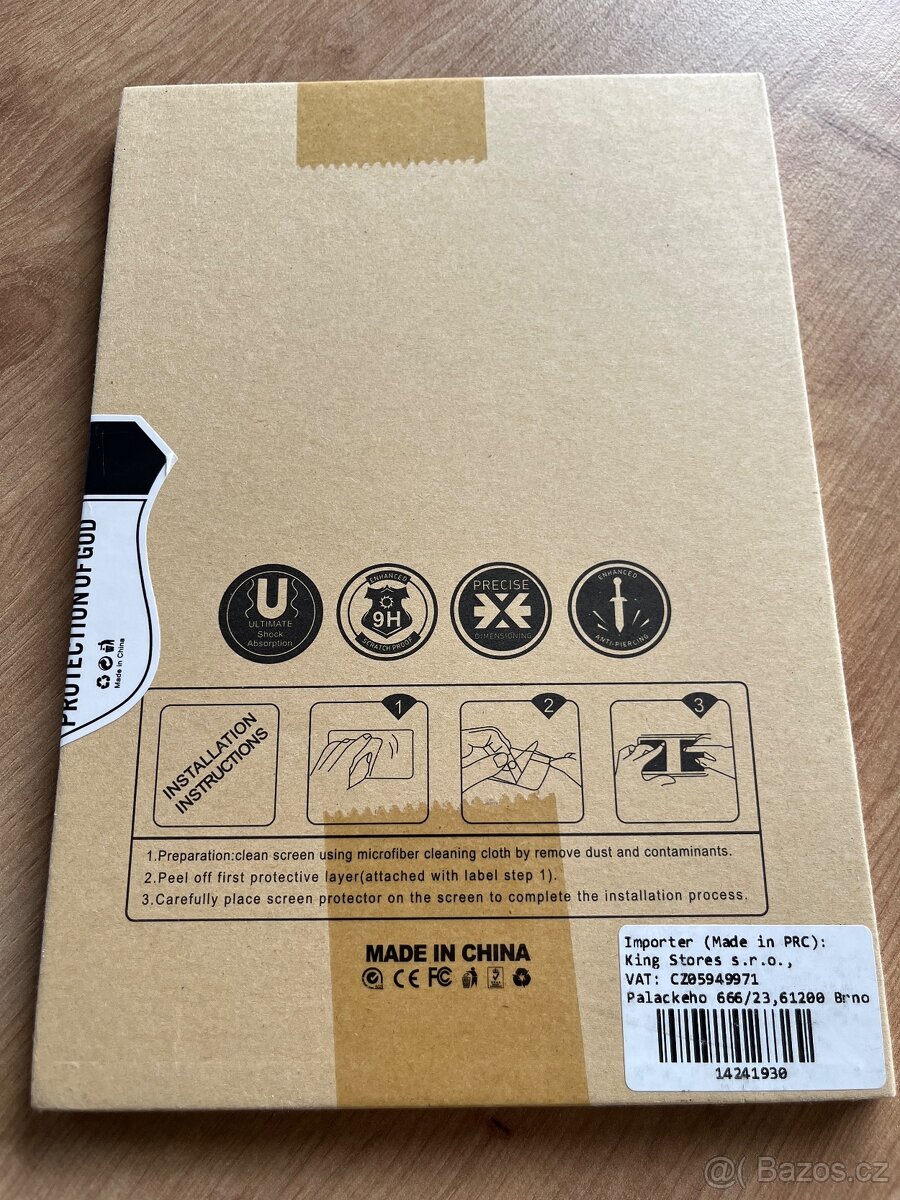 PROTECTION OF GOD
Made in China
U
ULTIMATE
Shock
Absorption
ENHANCED
9H
SCRATCH PROOF
PRECISE
DIMENSIONING
ENHANCED
ANTI-PIERCING
INSTALLATION
INSTRUCTIONS
1
2
3
1.Preparation:clean screen using microfiber cleaning cloth by remove dust and contaminants.
2.Peel off first protective layer(attached with label step 1).
3.Carefully place screen protector on the screen to complete the installation process.
MADE IN CHINA
CE FC
Importer (Made in PRC):
King Stores s.r.o.,
VAT: CZ05949971
Palackeho 666/23,61200 Brno
14241930
@( Bazos.cz